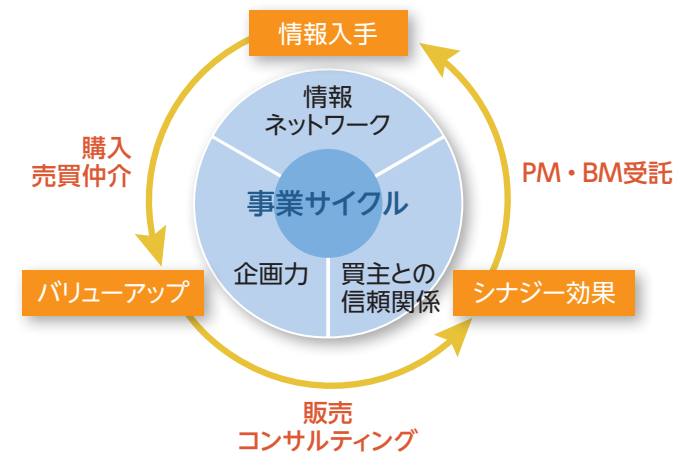 情報入手
情報
ネットワーク
購入
売買仲介
PM・BM受託
事業サイクル
企画力
買主との
信頼関係
バリューアップ
シナジー効果
販売
コンサルティング